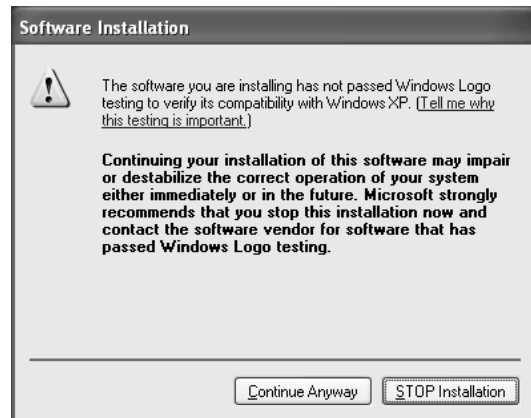 Software Installation
The software you are installing has not passed Windows Logo
testing to verify its compatibility with Windows XP. (Tell me why
this testing is important.)
Continuing your installation of this software may impair
or destabilize the correct operation of your system
either immediately or in the future. Microsoft strongly
recommends that you stop this installation now and
contact the software vendor for software that has
passed Windows Logo testing.
Continue Anyway
STOP Installation